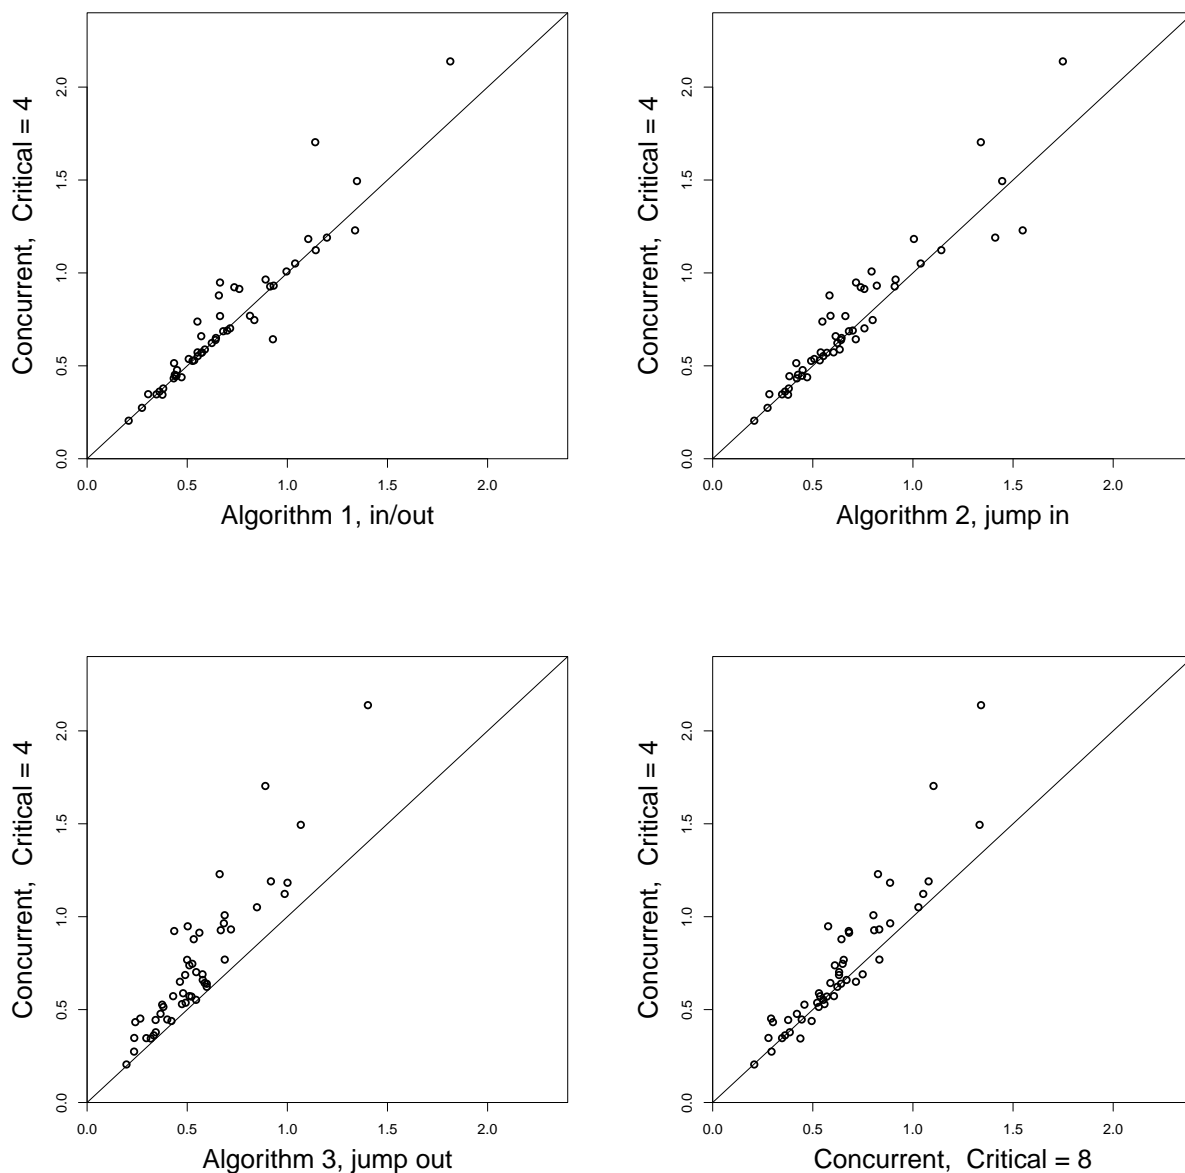 2.0
1.5
1.0
0.5
0.0
Concurrent, Critical = 4
0.0 0.5 1.0 1.5 2.0
Algorithm 1, in/out
2.0
1.5
1.0
0.5
0.0
Concurrent, Critical = 4
0.0 0.5 1.0 1.5 2.0
Algorithm 2, jump in
2.0
1.5
1.0
0.5
0.0
Concurrent, Critical = 4
0.0 0.5 1.0 1.5 2.0
Algorithm 3, jump out
2.0
1.5
1.0
0.5
0.0
Concurrent, Critical = 4
0.0 0.5 1.0 1.5 2.0
Concurrent, Critical = 8